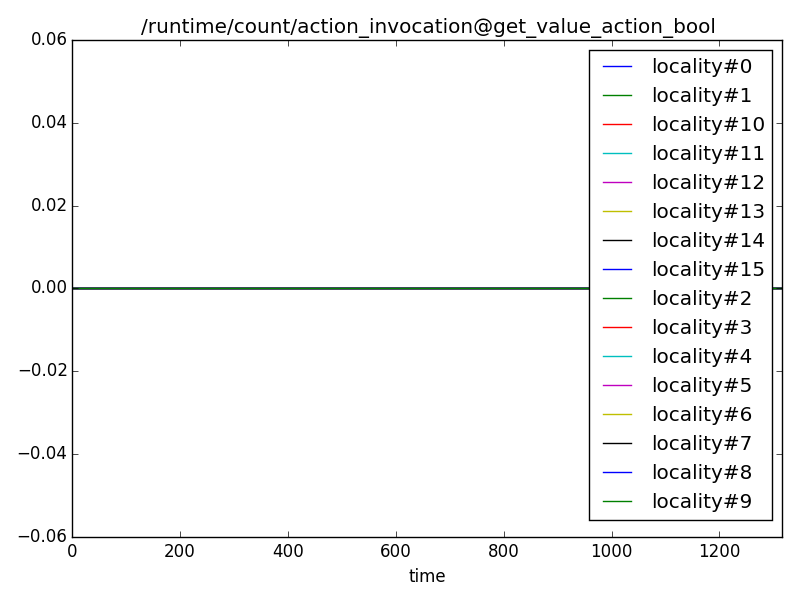 /runtime/count/action_invocation@get_value_action_bool
0.06
0.04
0.02
0.00
−0.02
−0.04
−0.06
locality#0
locality#1
locality#10
locality#11
locality#12
locality#13
locality#14
locality#15
locality#2
locality#3
locality#4
locality#5
locality#6
locality#7
locality#8
locality#9
0 200 400 600 800 1000 1200
time